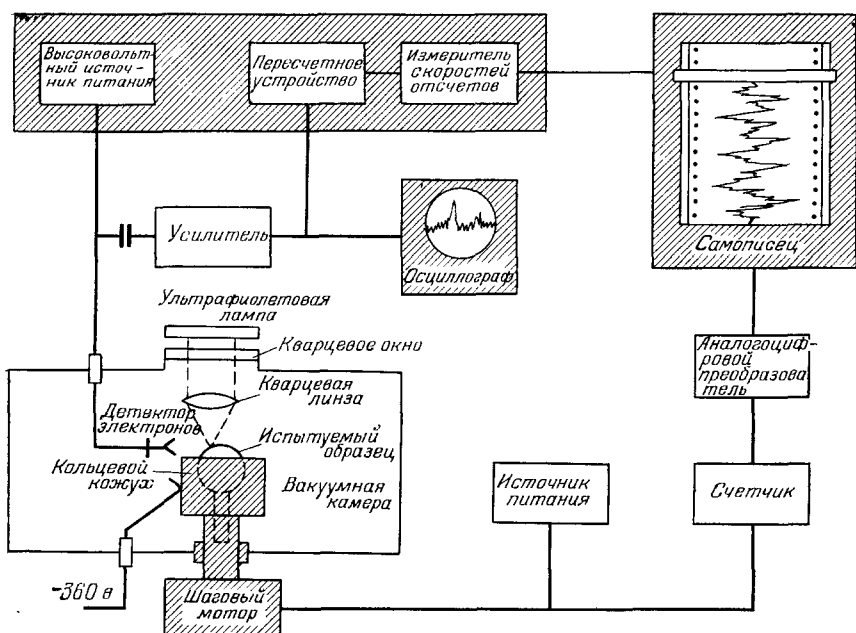 Высоковольт-
ный источ-
ник питания
Пересчетное
устройство
Измеритель
скоростей
отсчетов
Самописец
Усилитель
Осциллограф
Ультрафиолетовая
лампа
Кварцевое окно
Кварцевая
линза
Детектор
электронов
Испытуемый
образец
Кольцевой
кожух
Вакуумная
камера
Аналогоциф-
ровой
преобразова
тель
Источник
питания
Счетчик
-360 в
Шаговый
мотор